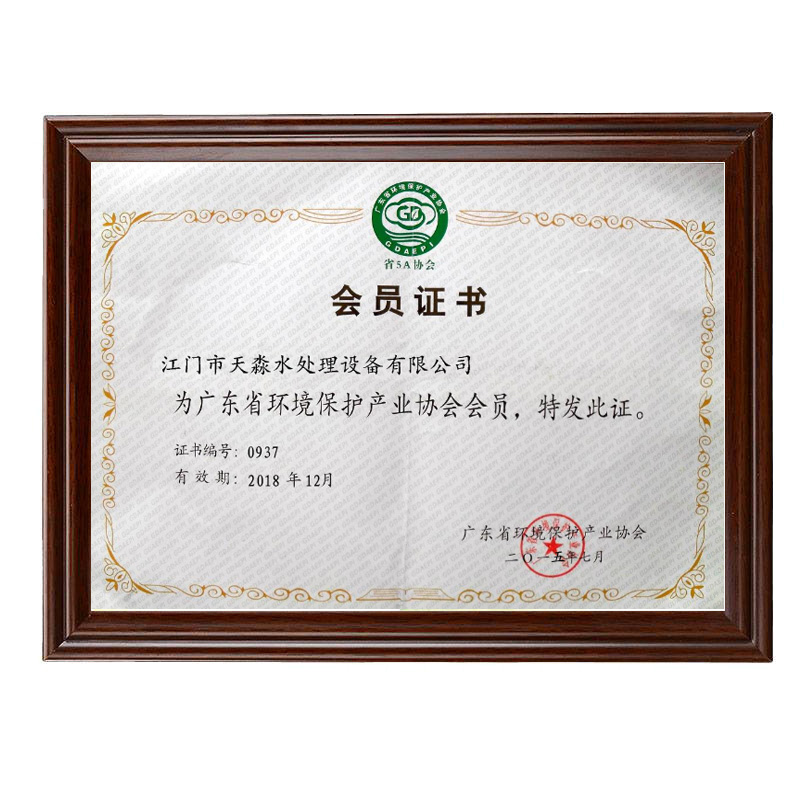 广东省环境保护产业协会
GD
GDAEPI
省5A协会
会员证书
江门市天淼水处理设备有限公司
为广东省环境保护产业协会会员，特发此证。
证书编号：0937
有效期：2018年12月
广东省环境保护产业协会
二〇一五年七月